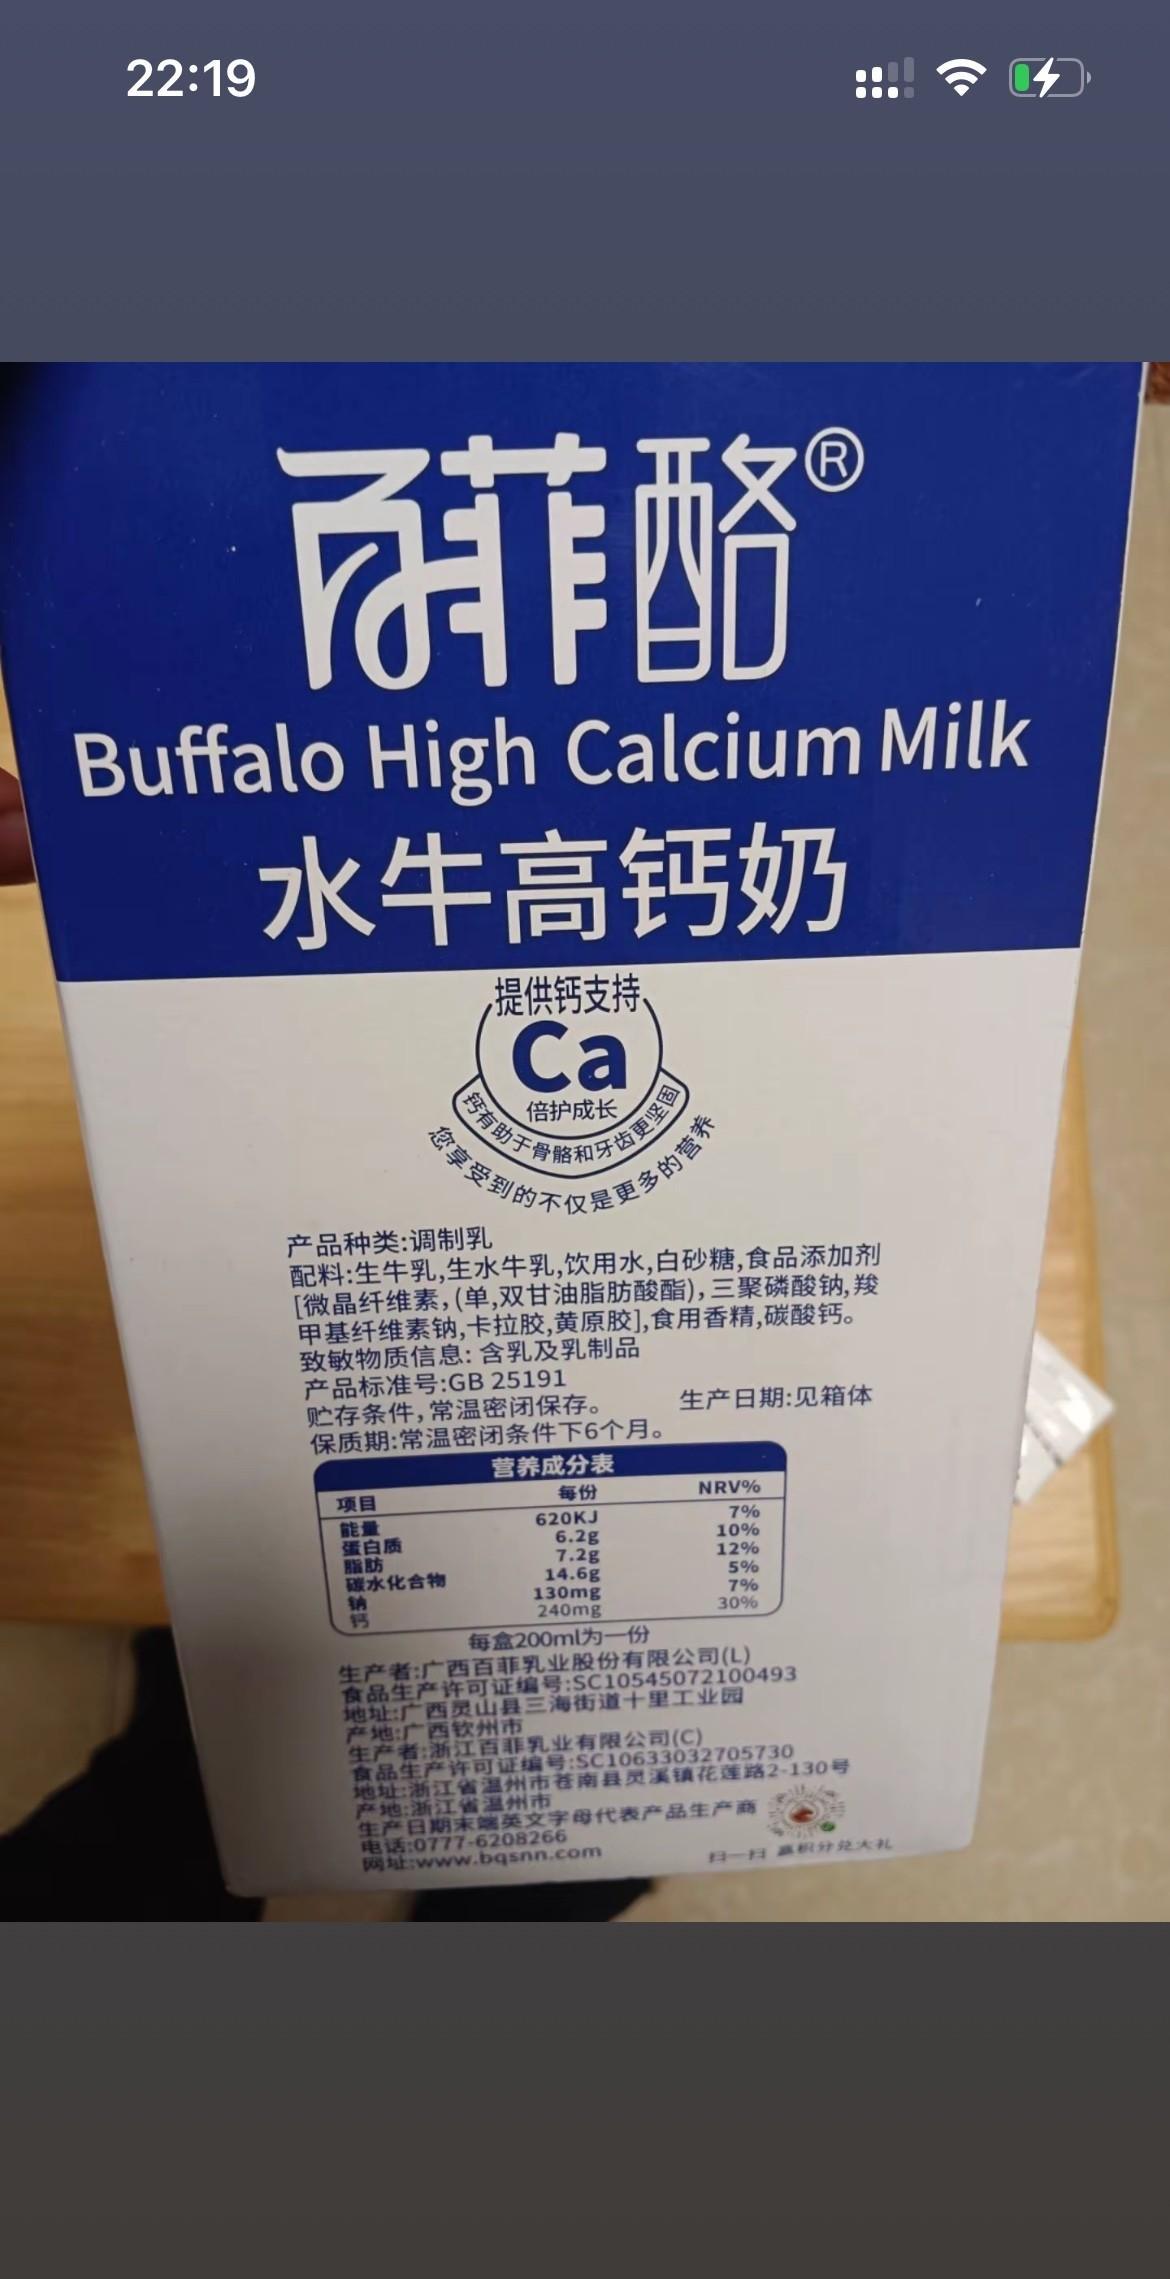 22:19
百菲酪®
Buffalo High Calcium Milk
水牛高钙奶
提供钙支持
Ca
倍护成长
钙有助于骨骼和牙齿更坚固
您享受到的不仅是更多的营养
产品种类:调制乳
配料:生牛乳,生水牛乳,饮用水,白砂糖,食品添加剂
[微晶纤维素,(单,双甘油脂肪酸酯),三聚磷酸钠,羧
甲基纤维素钠,卡拉胶,黄原胶],食用香精,碳酸钙。
致敏物质信息: 含乳及乳制品
产品标准号:GB 25191
贮存条件,常温密闭保存。 生产日期:见箱体
保质期:常温密闭条件下6个月。
营养成分表
项目 每份 NRV%
能量 620KJ 7%
蛋白质 6.2g 10%
脂肪 7.2g 12%
碳水化合物 14.6g 5%
钠 130mg 7%
钙 240mg 30%
每盒200ml为一份
生产者:广西百菲乳业股份有限公司(L)
食品生产许可证编号:SC10545072100493
地址:广西灵山县三海街道十里工业园
产地:广西钦州市
生产者:浙江百菲乳业有限公司(C)
食品生产许可证编号:SC10633032705730
地址:浙江省温州市苍南县灵溪镇花莲路2-130号
产地:浙江省温州市
生产日期末端英文字母代表产品生产商
电话:0777-6208266
网址:www.bqsnn.com
扫一扫 赢积分兑大礼